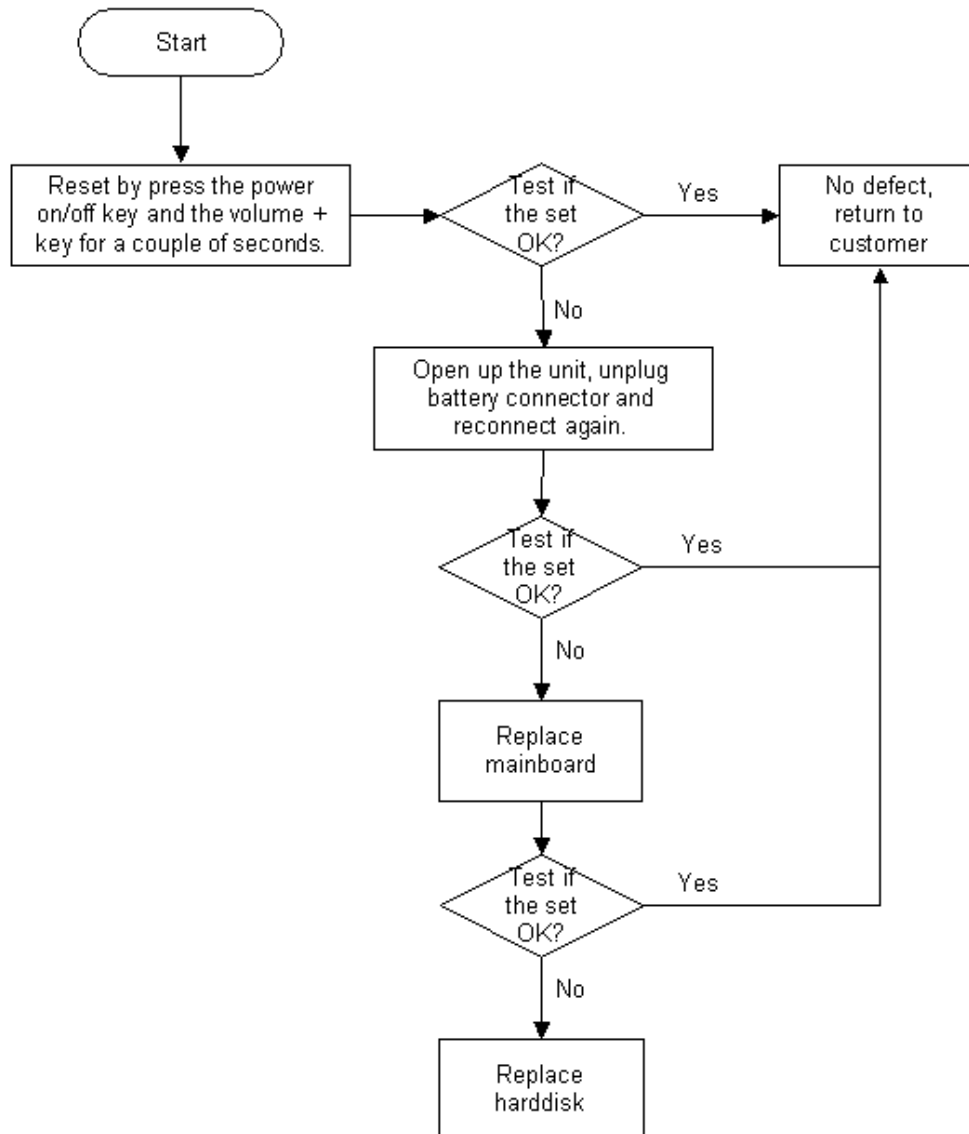 Start
Reset by press the power
on/off key and the volume +
key for a couple of seconds.
Test if
the set
OK?
Yes
No defect,
return to
customer
No
Open up the unit, unplug
battery connector and
reconnect again.
Test if
the set
OK?
Yes
No
Replace
mainboard
Test if
the set
OK?
Yes
No
Replace
harddisk